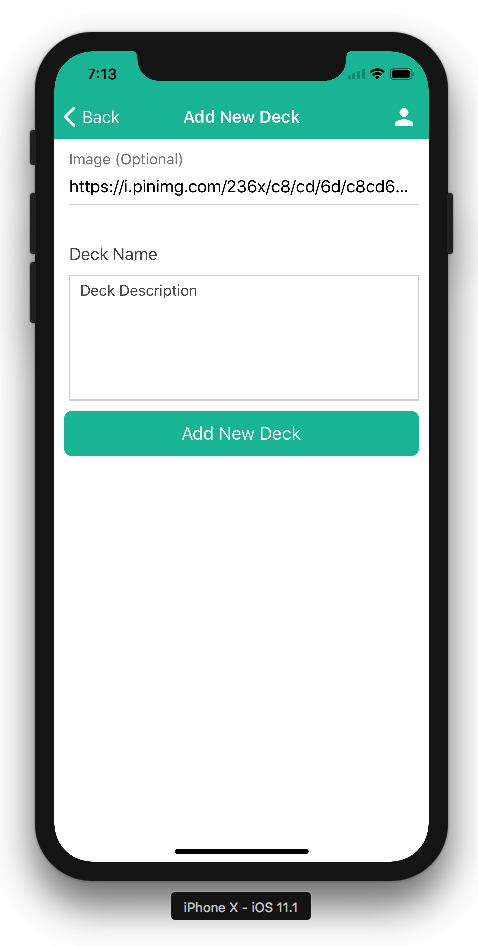 7:13
Back Add New Deck
Image (Optional)
https://i.pinimg.com/236x/c8/cd/6d/c8cd6...
Deck Name
Deck Description
Add New Deck
iPhone X - iOS 11.1